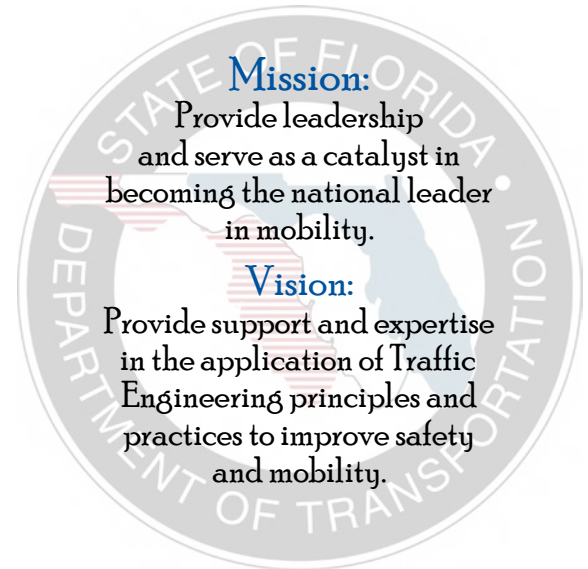 STATE OF FLORIDA
Mission:
Provide leadership
and serve as a catalyst in
becoming the national leader
in mobility.
Vision:
Provide support and expertise
in the application of Traffic
Engineering principles and
practices to improve safety
and mobility.
DEPARTMENT OF TRANSPORTATION